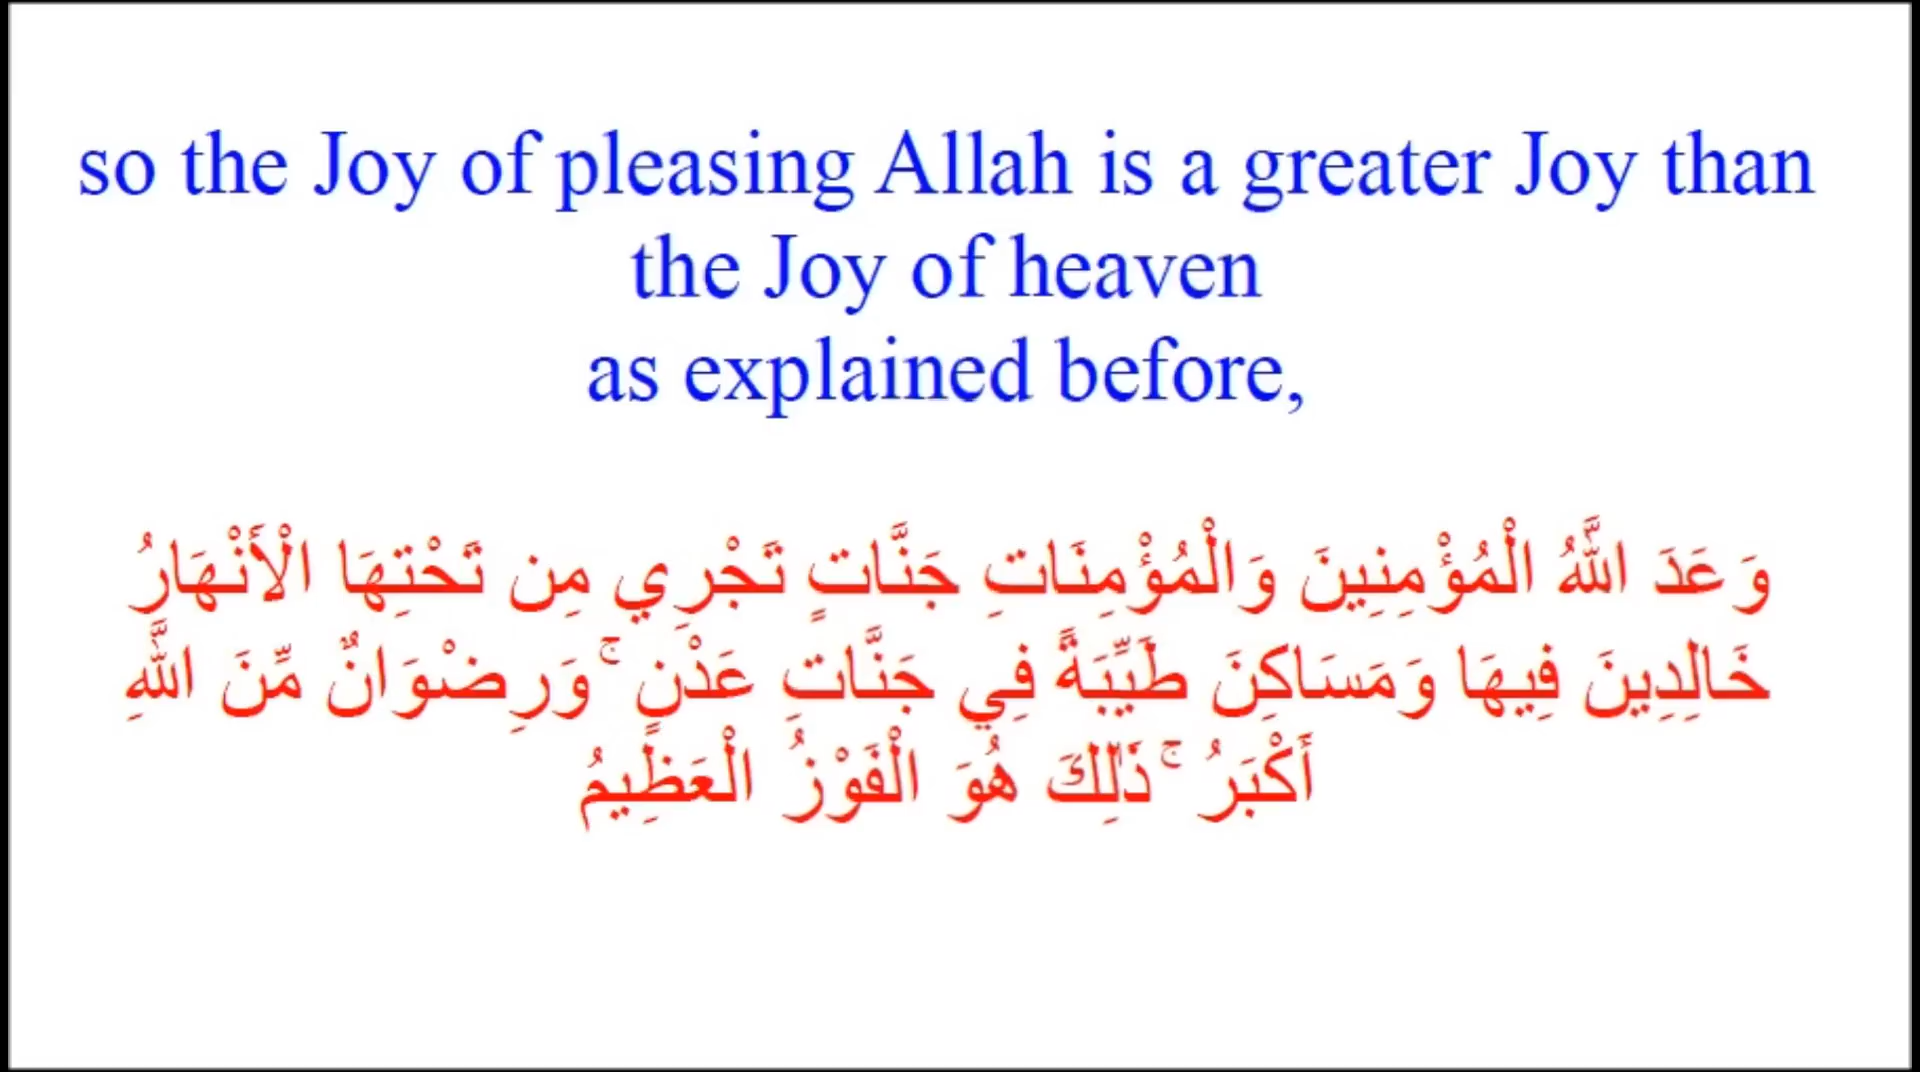 so the Joy of pleasing Allah is a greater Joy than
the Joy of heaven
as explained before,
وَعَدَ اللَّهُ الْمُؤْمِنِينَ وَالْمُؤْمِنَاتِ جَنَّاتٍ تَجْرِي مِن تَحْتِهَا الْأَنْهَارُ
خَالِدِينَ فِيهَا وَمَسَاكِنَ طَيِّبَةً فِي جَنَّاتِ عَدْنٍ ۚ وَرِضْوَانٌ مِّنَ اللَّهِ
أَكْبَرُ ۚ ذَٰلِكَ هُوَ الْفَوْزُ الْعَظِيمُ